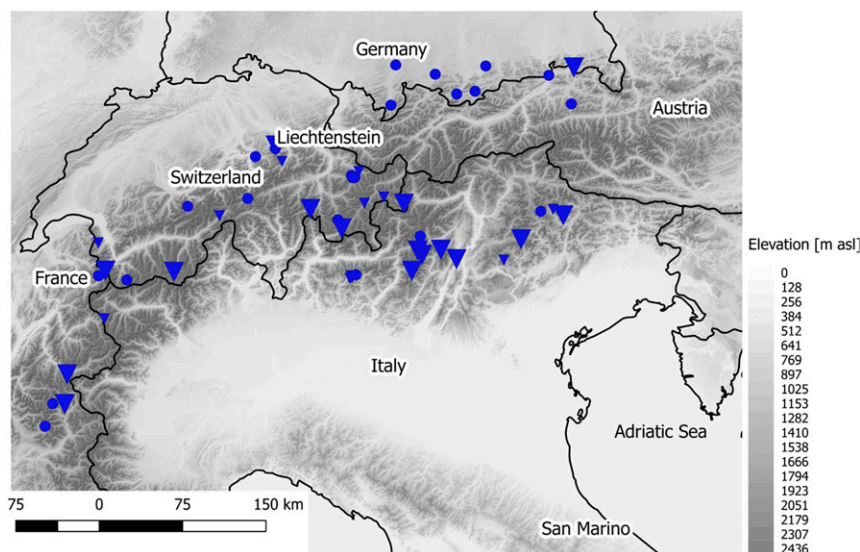 Germany
Austria
Liechtenstein
Switzerland
France
Italy
Adriatic Sea
San Marino
75 0 75 150 km
Elevation [m asl]
0
128
256
384
512
641
769
897
1025
1153
1282
1410
1538
1666
1794
1923
2051
2179
2307
2436